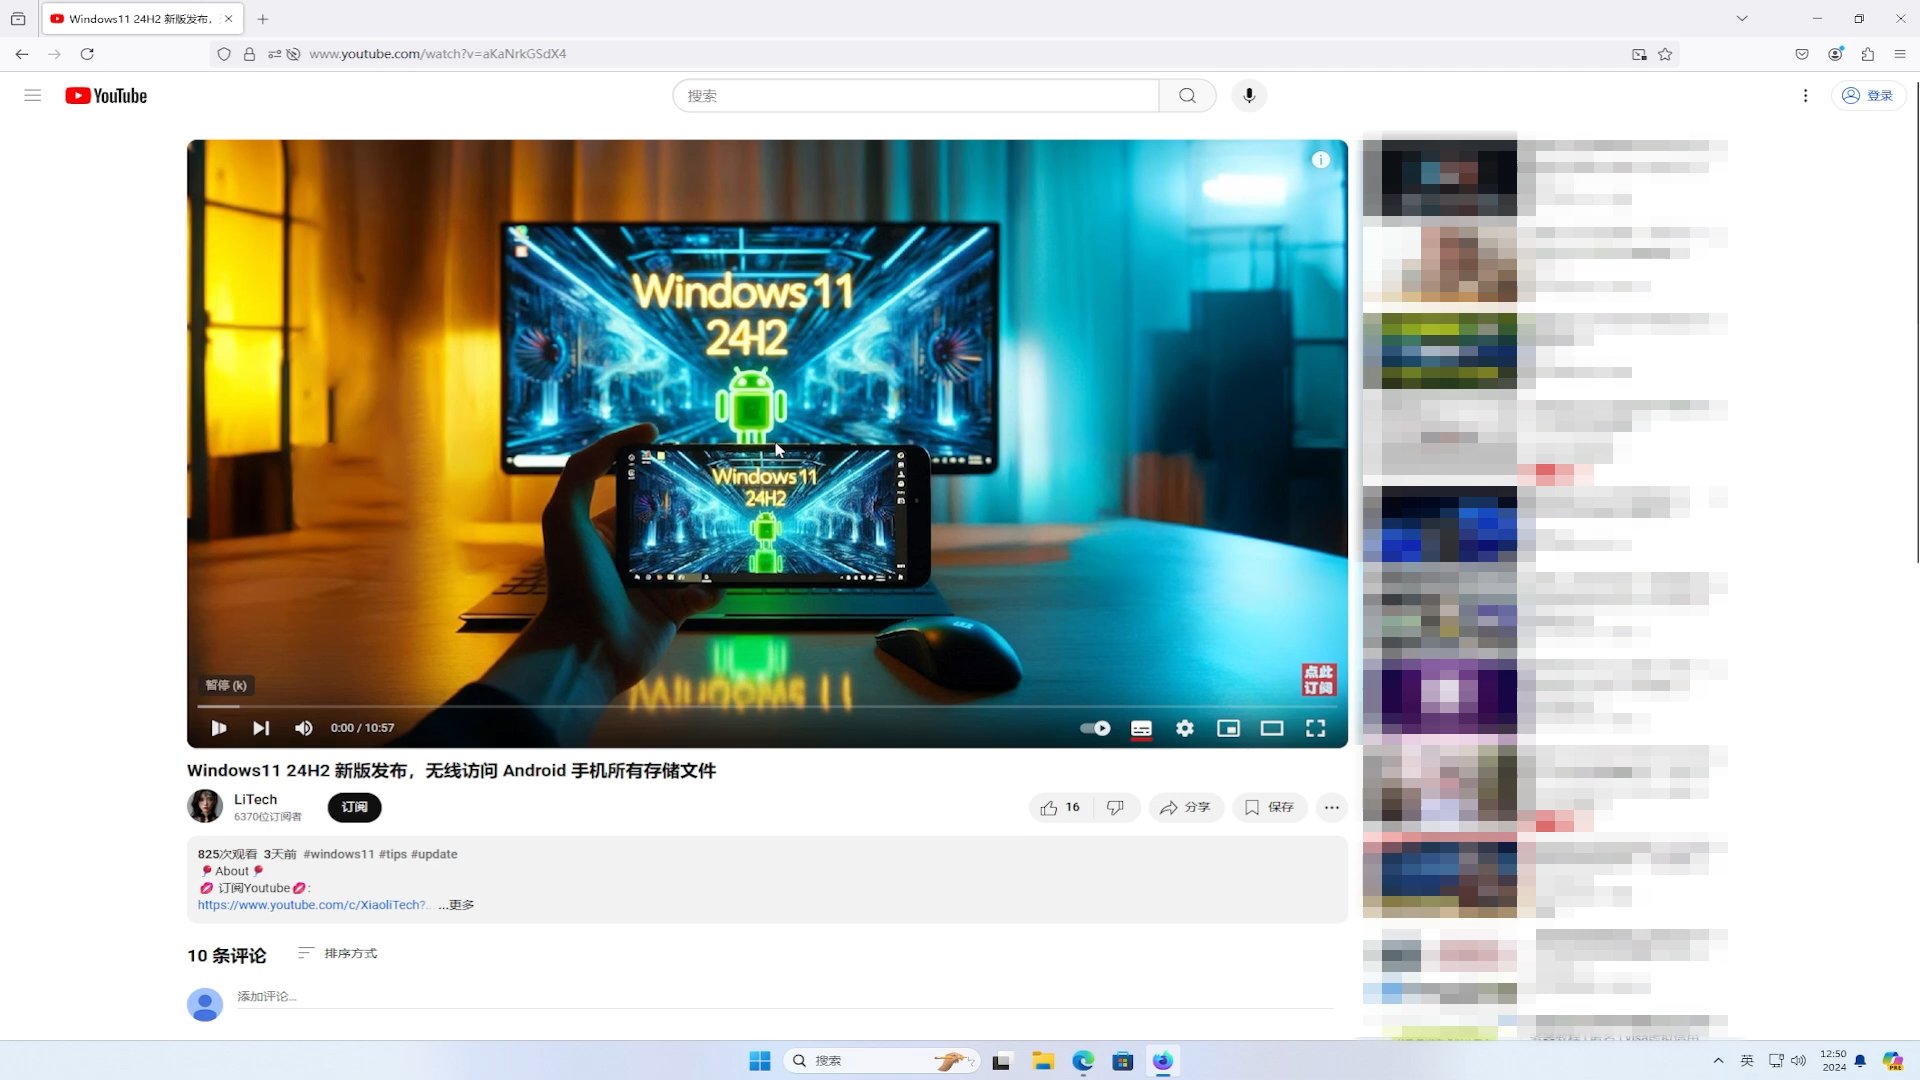 Windows11 24H2 新版发布,
www.youtube.com/watch?v=aKaNrkGSdX4
YouTube
搜索
登录
Windows 11
24H2
Windows 11
24H2
点此
订阅
暂停 (k)
0:00 / 10:57
Windows11 24H2 新版发布，无线访问 Android 手机所有存储文件
LiTech
6370位订阅者
订阅
16
分享
保存
825次观看 3天前 #windows11 #tips #update
About
订阅Youtube :
https://www.youtube.com/c/XiaoliTech?... ...更多
10 条评论
排序方式
添加评论...
搜索
英
12:50
2024
PRE